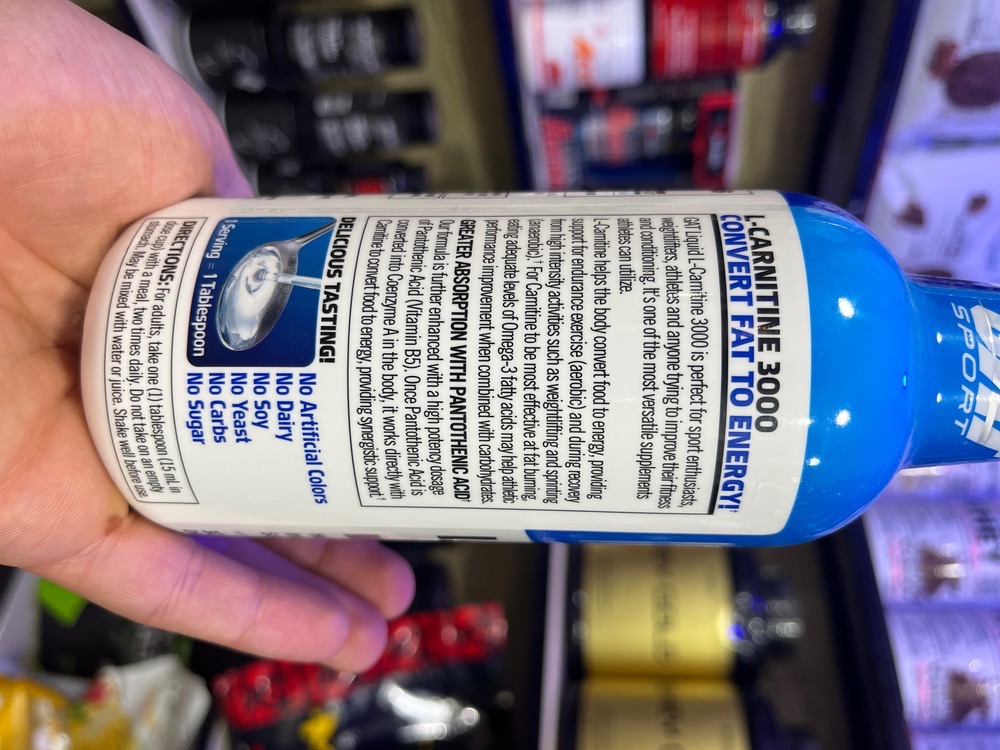 SPORT
L-CARNITINE 3000
CONVERT FAT TO ENERGY!†
GAT Liquid L-Carnitine 3000 is perfect for sport enthusiasts,
weightlifters, athletes and anyone trying to improve their fitness
and conditioning. It's one of the most versatile supplements
athletes can utilize.
L-Carnitine helps the body convert food to energy, providing
support for endurance exercise (aerobic) and during recovery
from high intensity activities such as weightlifting and sprinting
(anaerobic).† For Carnitine to be most effective at fat burning,
eating adequate levels of Omega-3 fatty acids may help athletic
performance improvement when combined with carbohydrates.
GREATER ABSORPTION WITH PANTOTHENIC ACID†
Our formula is further enhanced with a high potency dosage
of Pantothenic Acid (Vitamin B5). Once Pantothenic Acid is
converted into Coenzyme A in the body, it works directly with
Carnitine to convert food to energy, providing synergistic support.†
DELICIOUS TASTING!
1 Serving = 1 Tablespoon
No Artificial Colors
No Dairy
No Soy
No Yeast
No Carbs
No Sugar
DIRECTIONS: For adults, take one (1) tablespoon (15 mL in
dose cup) with a meal, two times daily. Do not take on an empty
stomach. May be mixed with water or juice. Shake well before use.